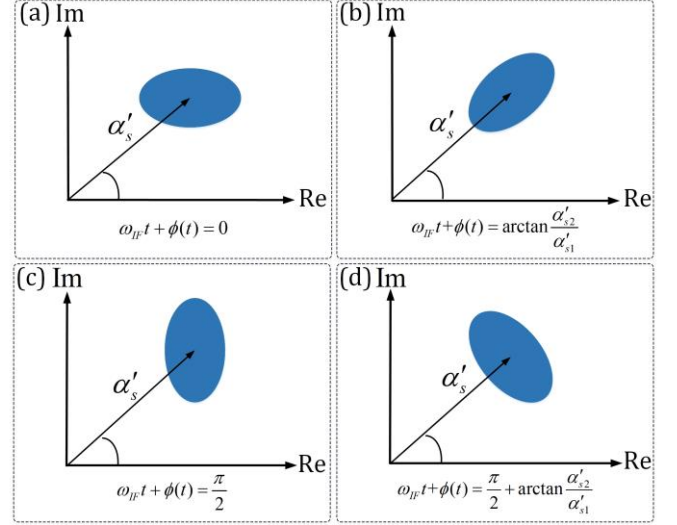 (a) Im
α′ₛ
Re
ω_IF t + ϕ(t) = 0
(b) Im
α′ₛ
Re
ω_IF t+ϕ(t) = arctan α′ₛ₂/α′ₛ₁
(c) Im
α′ₛ
Re
ω_IF t + ϕ(t) = π/2
(d) Im
α′ₛ
Re
ω_IF t+ϕ(t) = π/2 + arctan α′ₛ₂/α′ₛ₁